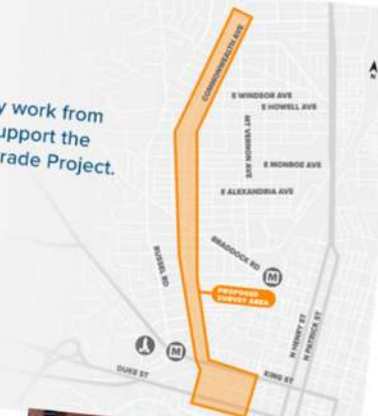 y work from
upport the
rade Project.
COMMONWEALTH AVE
E WINDSOR AVE
E HOWELL AVE
MT VERNON AVE
E MONROE AVE
E ALEXANDRIA AVE
RUSSEL RD
BRADDOCK RD
M
PROPOSED
SURVEY AREA
N HENRY ST
N PATRICK ST
M
DUKE ST
KING ST
N